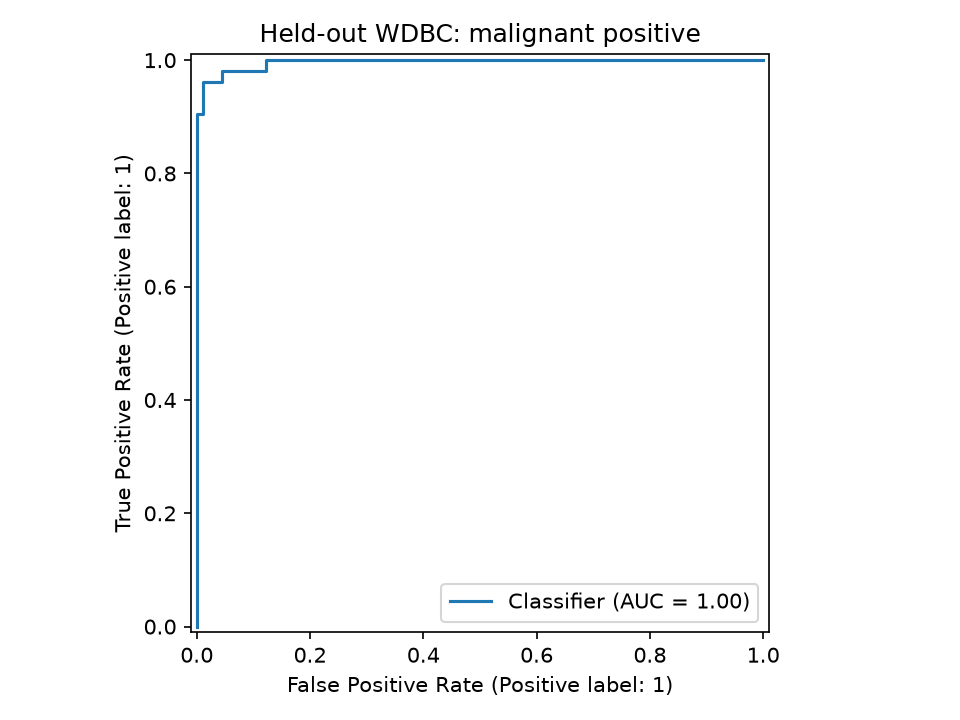 Held-out WDBC: malignant positive
True Positive Rate (Positive label: 1)
1.0
0.8
0.6
0.4
0.2
0.0
Classifier (AUC = 1.00)
0.0 0.2 0.4 0.6 0.8 1.0
False Positive Rate (Positive label: 1)